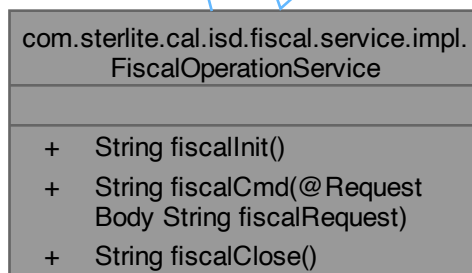 com.sterlite.cal.isd.fiscal.service.impl.
FiscalOperationService
+ String fiscalInit()
+ String fiscalCmd(@Request
Body String fiscalRequest)
+ String fiscalClose()